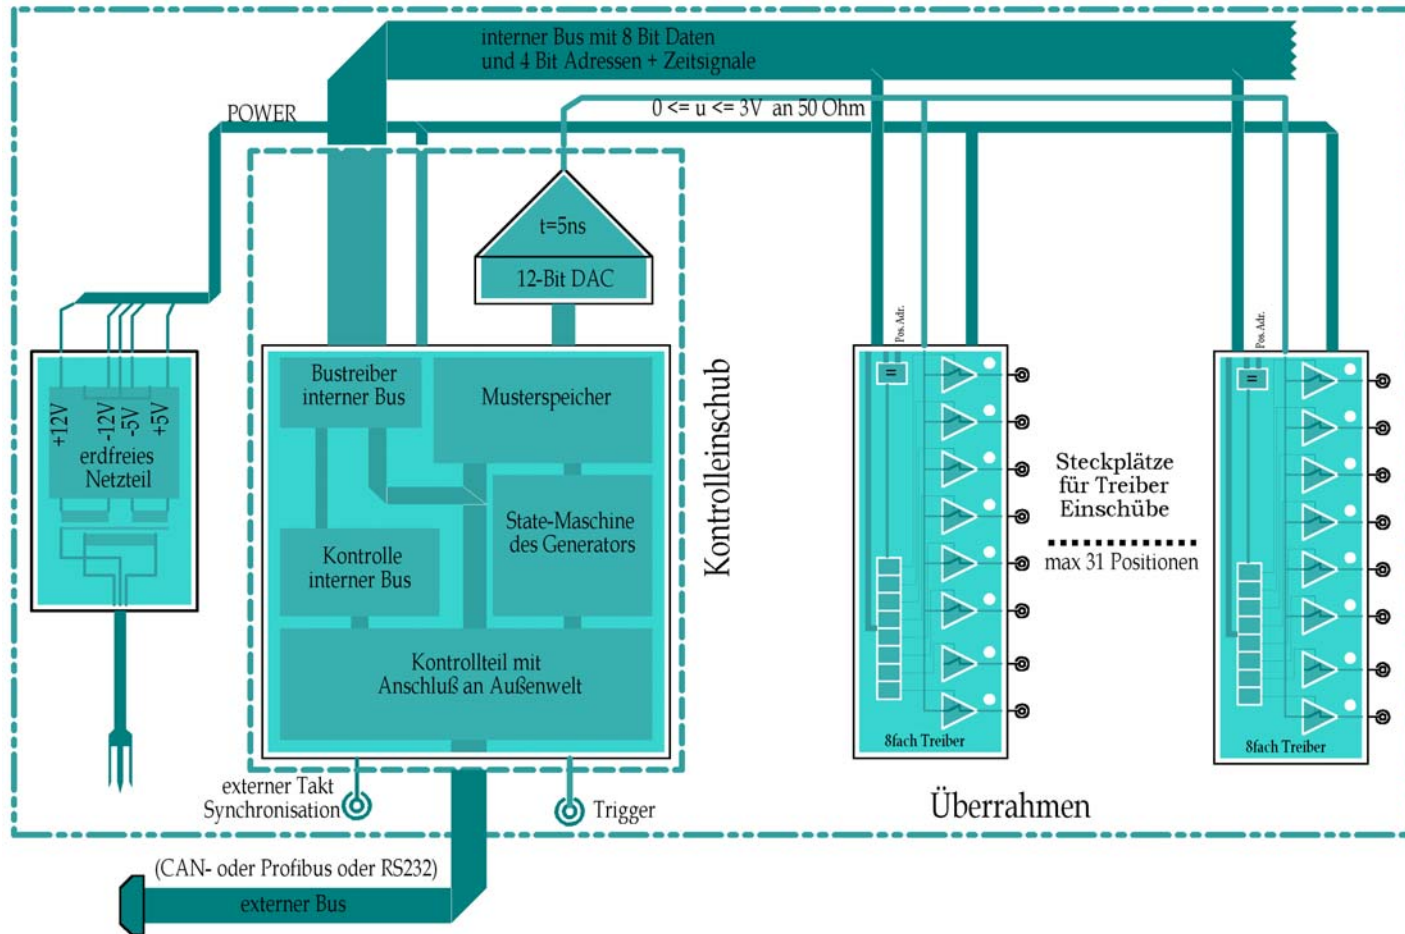 interner Bus mit 8 Bit Daten
und 4 Bit Adressen + Zeitsignale
POWER
0 <= u <= 3V an 50 Ohm
t=5ns
12-Bit DAC
Pos. Adr.
Pos. Adr.
+12V
-12V
-5V
+5V
erdfreies
Netzteil
Bustreiber
interner Bus
Musterspeicher
Kontrolle
interner Bus
State-Maschine
des Generators
Kontrollteil mit
Anschluß an Außenwelt
Kontrolleinschub
=
=
Steckplätze
für Treiber
Einschübe
max 31 Positionen
8fach Treiber
8fach Treiber
externer Takt
Synchronisation
Trigger
Überrahmen
(CAN- oder Profibus oder RS232)
externer Bus